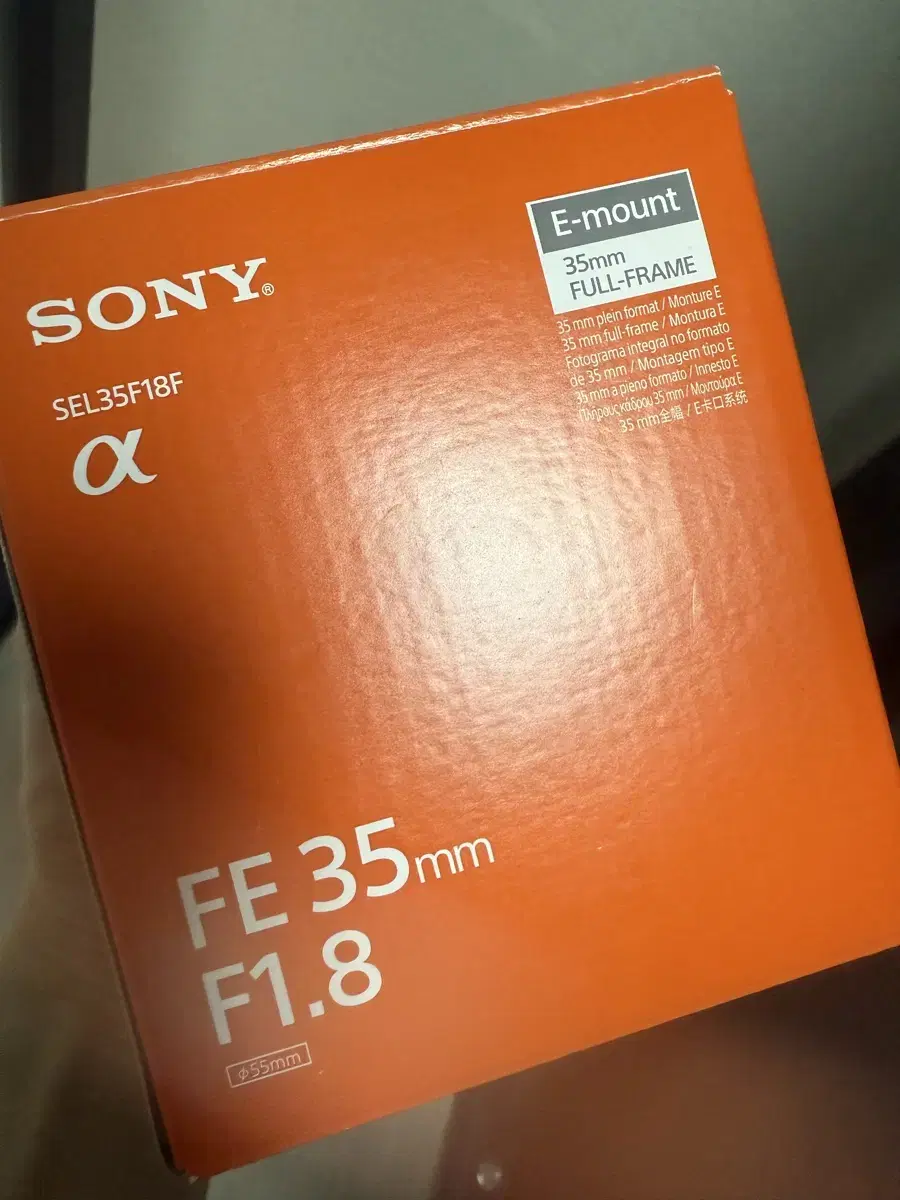 SONY®
SEL35F18F
α
E-mount
35mm
FULL-FRAME
35 mm plein format / Monture E
35 mm full-frame / Montura E
Fotograma integral no formato
de 35 mm / Montagem tipo E
35 mm a pieno formato / Innesto E
Πλήρους κάδρου 35 mm / Μοντούρα E
35 mm全幅 / E卡口系统
FE 35mm
F1.8
φ55mm